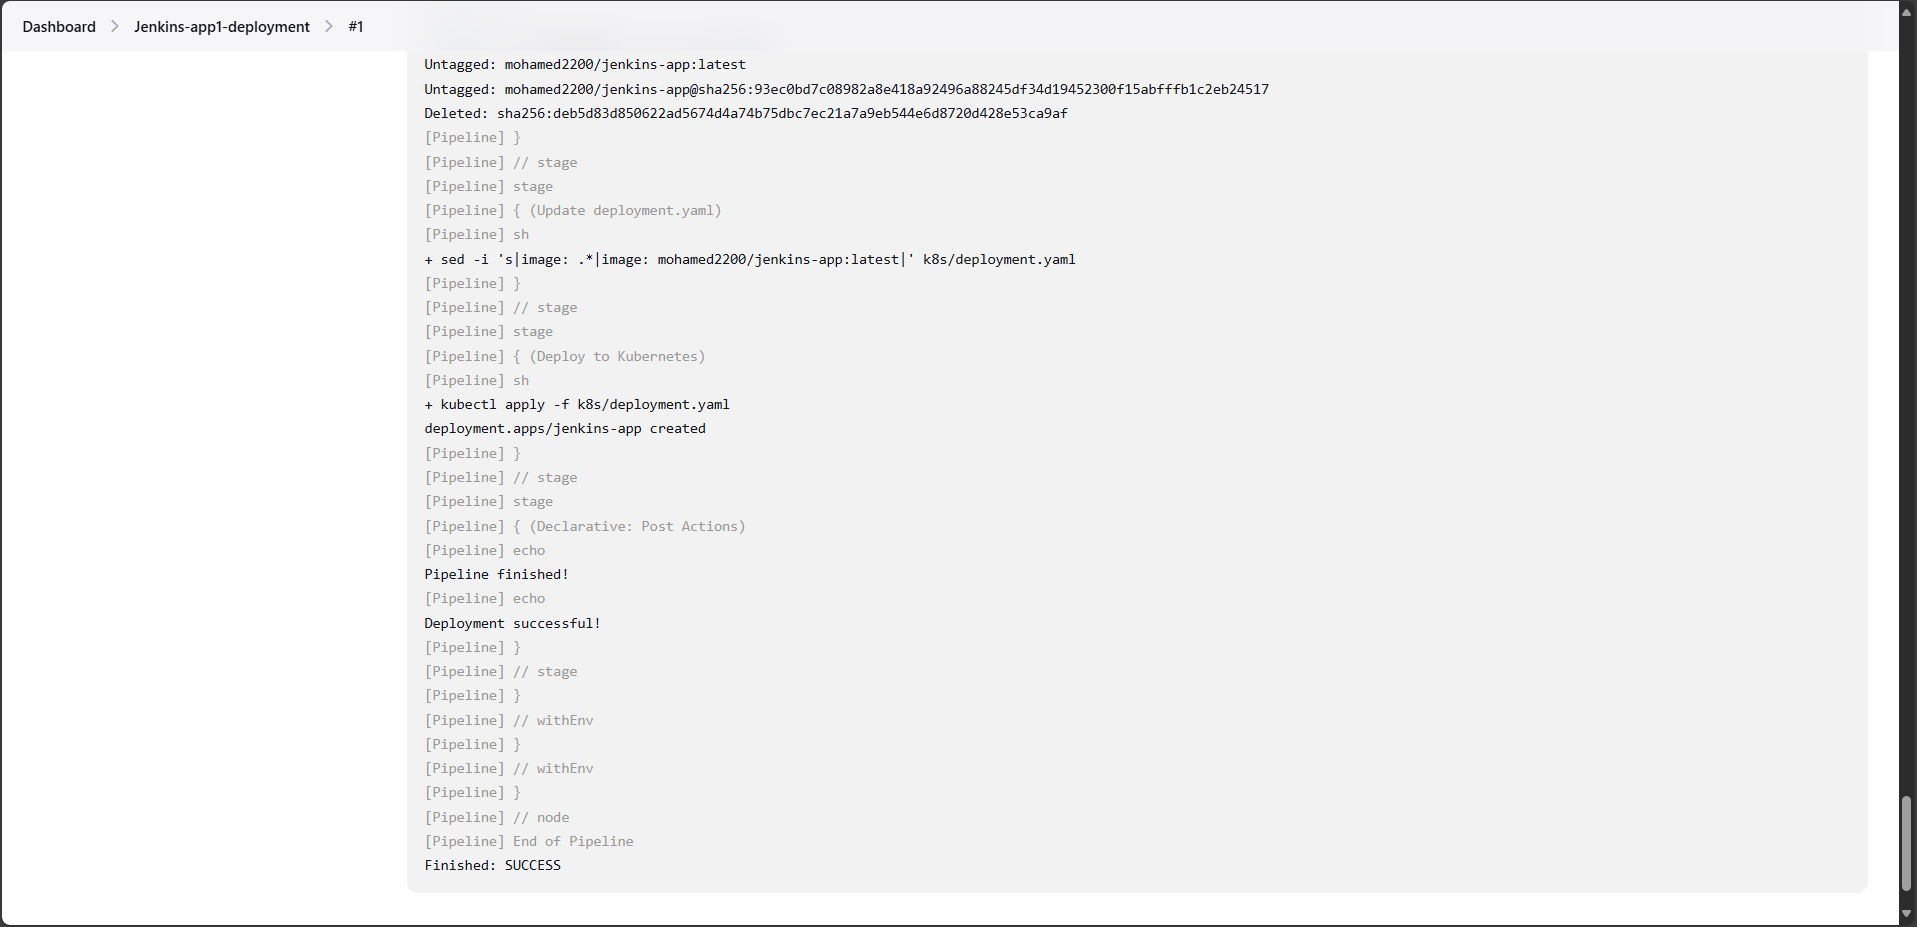 Dashboard > Jenkins-app1-deployment > #1
Untagged: mohamed2200/jenkins-app:latest
Untagged: mohamed2200/jenkins-app@sha256:93ec0bd7c08982a8e418a92496a88245df34d19452300f15abfffb1c2eb24517
Deleted: sha256:deb5d83d850622ad5674d4a74b75dbc7ec21a7a9eb544e6d8720d428e53ca9af
[Pipeline] }
[Pipeline] // stage
[Pipeline] stage
[Pipeline] { (Update deployment.yaml)
[Pipeline] sh
+ sed -i 's|image: .*|image: mohamed2200/jenkins-app:latest|' k8s/deployment.yaml
[Pipeline] }
[Pipeline] // stage
[Pipeline] stage
[Pipeline] { (Deploy to Kubernetes)
[Pipeline] sh
+ kubectl apply -f k8s/deployment.yaml
deployment.apps/jenkins-app created
[Pipeline] }
[Pipeline] // stage
[Pipeline] stage
[Pipeline] { (Declarative: Post Actions)
[Pipeline] echo
Pipeline finished!
[Pipeline] echo
Deployment successful!
[Pipeline] }
[Pipeline] // stage
[Pipeline] }
[Pipeline] // withEnv
[Pipeline] }
[Pipeline] // withEnv
[Pipeline] }
[Pipeline] // node
[Pipeline] End of Pipeline
Finished: SUCCESS